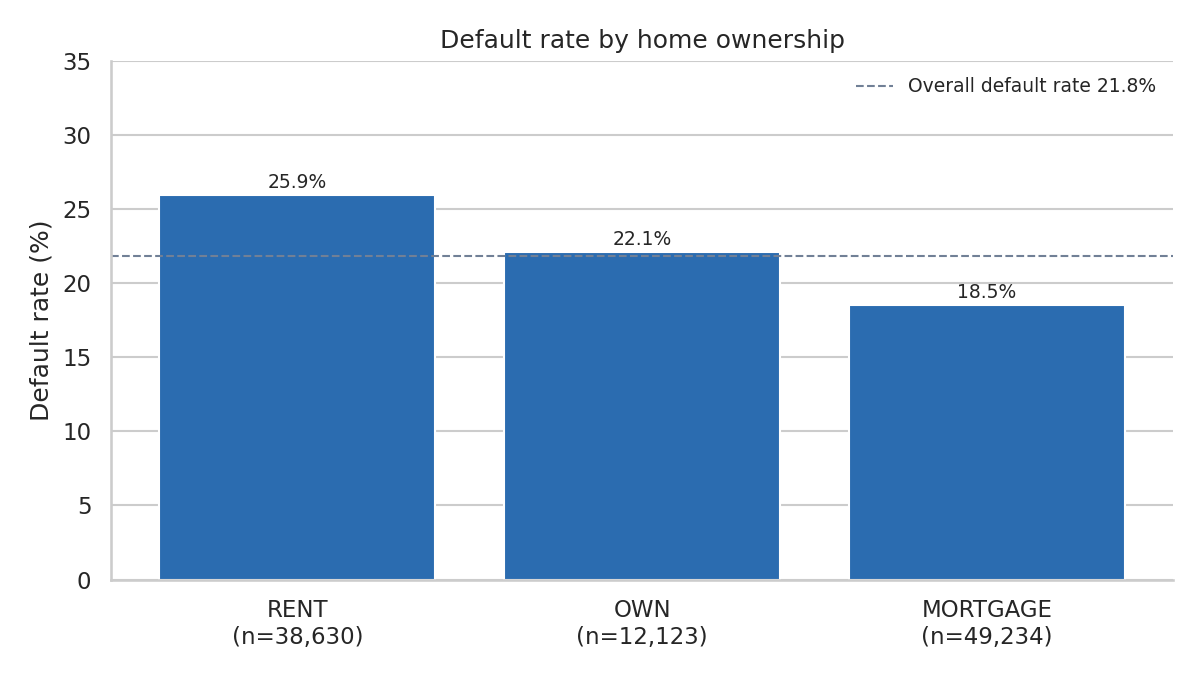 Default rate by home ownership
Overall default rate 21.8%
Default rate (%)
35
30
25
20
15
10
5
0
25.9%
22.1%
18.5%
RENT
(n=38,630)
OWN
(n=12,123)
MORTGAGE
(n=49,234)